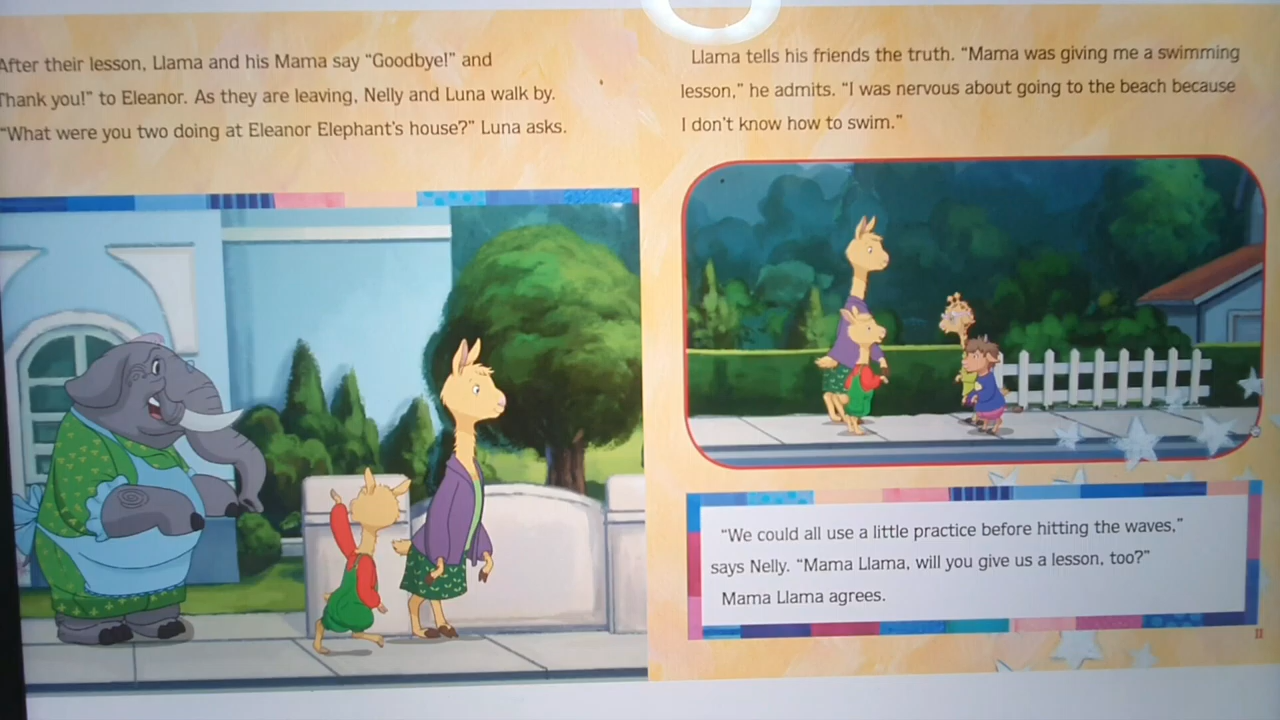 After their lesson, Llama and his Mama say “Goodbye!” and
Thank you!” to Eleanor. As they are leaving, Nelly and Luna walk by.
“What were you two doing at Eleanor Elephant's house?” Luna asks.
Llama tells his friends the truth. “Mama was giving me a swimming
lesson,” he admits. “I was nervous about going to the beach because
I don't know how to swim.”
“We could all use a little practice before hitting the waves,”
says Nelly. “Mama Llama, will you give us a lesson, too?”
Mama Llama agrees.
11